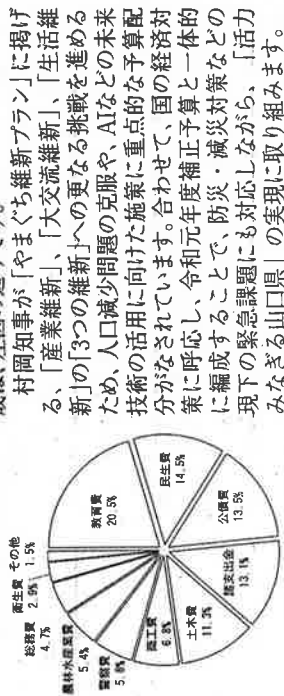 村岡知事が「やまぐち維新プラン」に掲げ
る、「産業維新」、「大交流維新」、「生活維
新」の「3つの維新」への更なる挑戦を進める
ため、人口減少問題の克服や、AIなどの未来
技術の活用に向けた施策に重点的な予算配
分がなされています。合わせて、国の経済対
策に呼応し、令和元年度補正予算と一体的
に編成することで、防災・減災対策などの
現下の緊急課題にも対応しながら、「活力
みなぎる山口県」の実現に取り組みます。
教育費
20.5%
民生費
14.5%
公債費
13.5%
諸支出金
13.1%
土木費
11.3%
商工費
6.8%
警察費
5.8%
農林水産業費
5.4%
総務費
4.7%
衛生費
2.9%
その他
1.5%